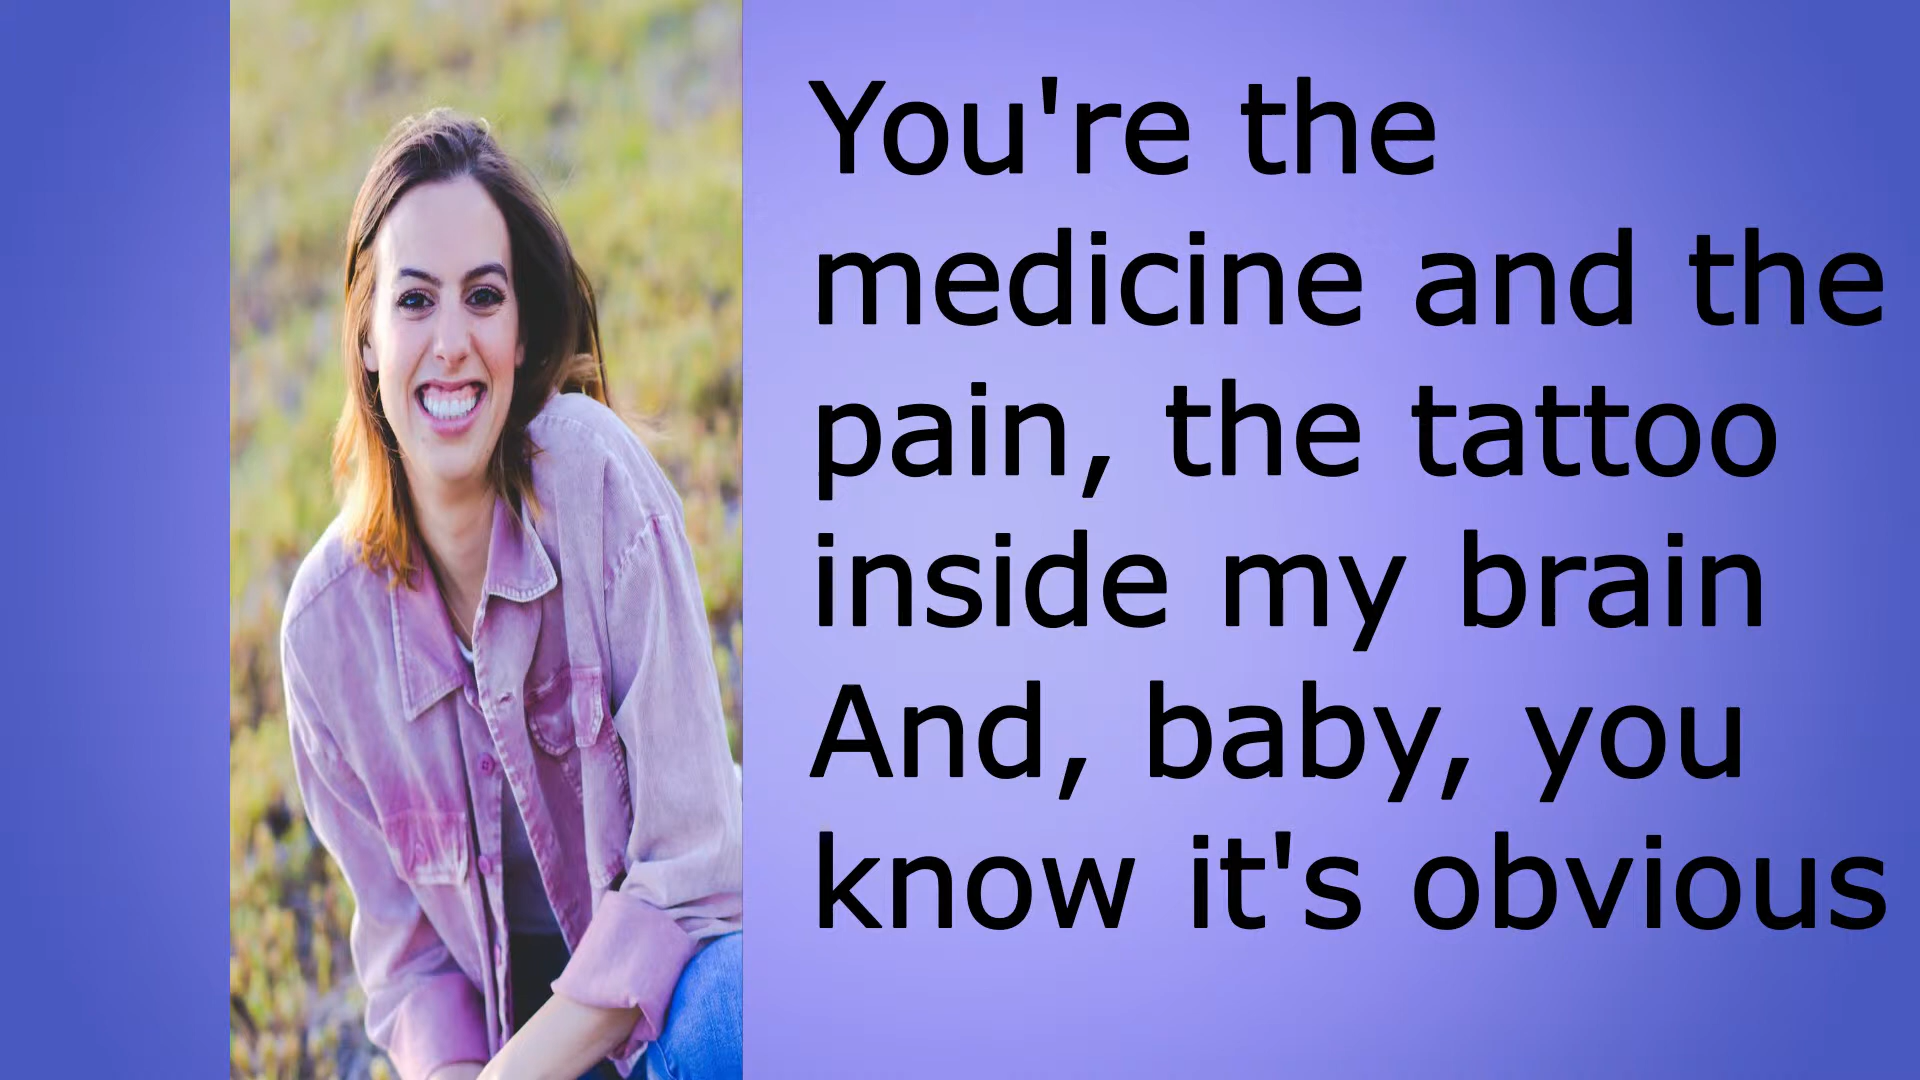 You're the
medicine and the
pain, the tattoo
inside my brain
And, baby, you
know it's obvious